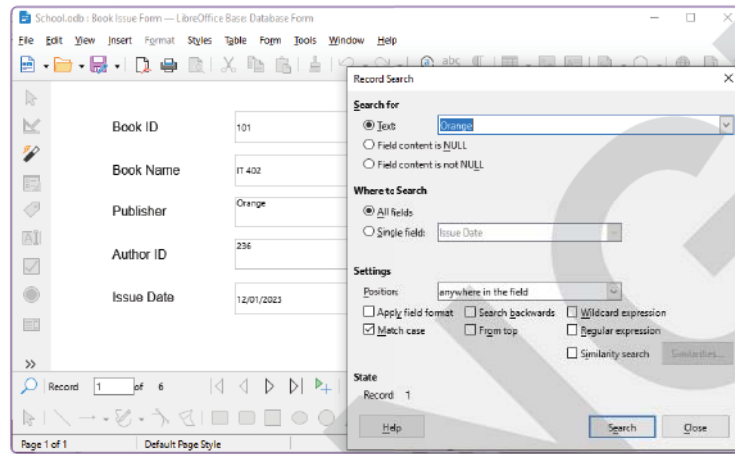 School.odb : Book Issue Form — LibreOffice Base: Database Form
File Edit View Insert Format Styles Table Form Tools Window Help
Record Search
Search for
Text: Orange
Field content is NULL
Field content is not NULL
Where to Search
All fields
Single field: Issue Date
Settings
Position: anywhere in the field
Apply field format Search backwards Wildcard expression
Match case From top Regular expression
Similarity search Similarities...
State
Record 1
Help Search Close
Book ID 101
Book Name IT 402
Publisher Orange
Author ID 236
Issue Date 12/01/2023
Record 1 of 6
Page 1 of 1 Default Page Style